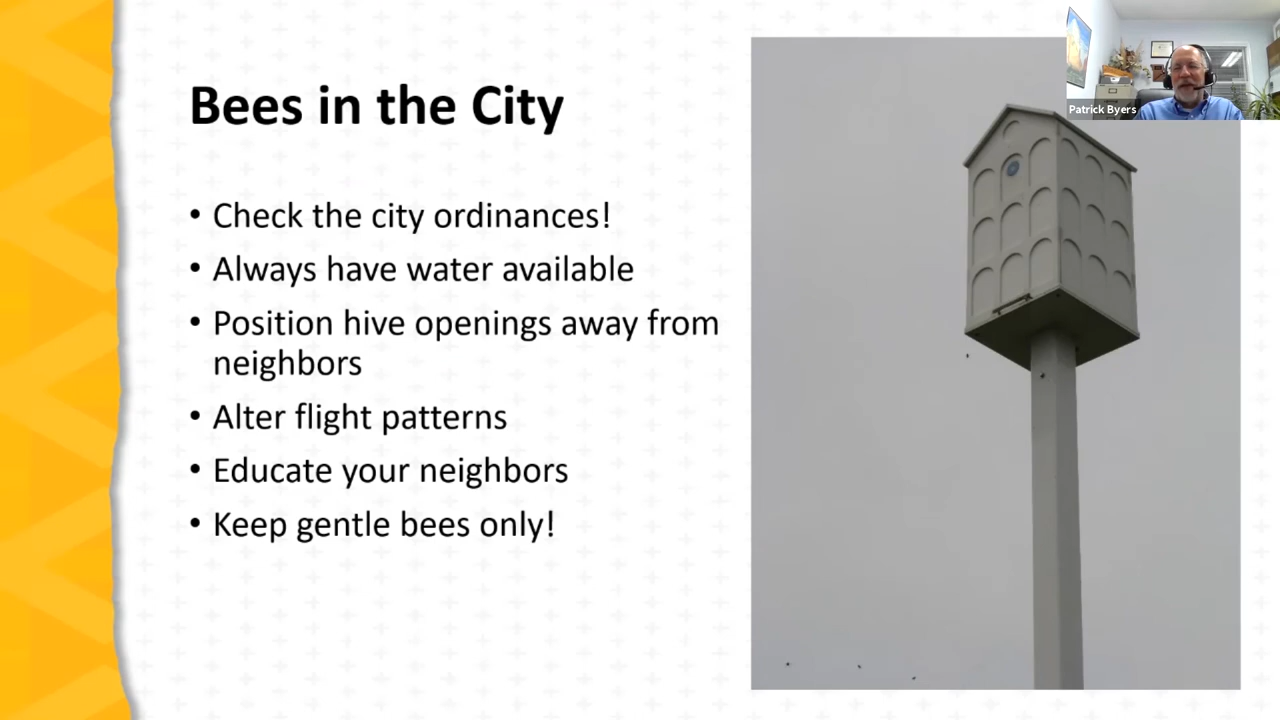 Bees in the City
• Check the city ordinances!
• Always have water available
• Position hive openings away from
neighbors
• Alter flight patterns
• Educate your neighbors
• Keep gentle bees only!
Patrick Byers